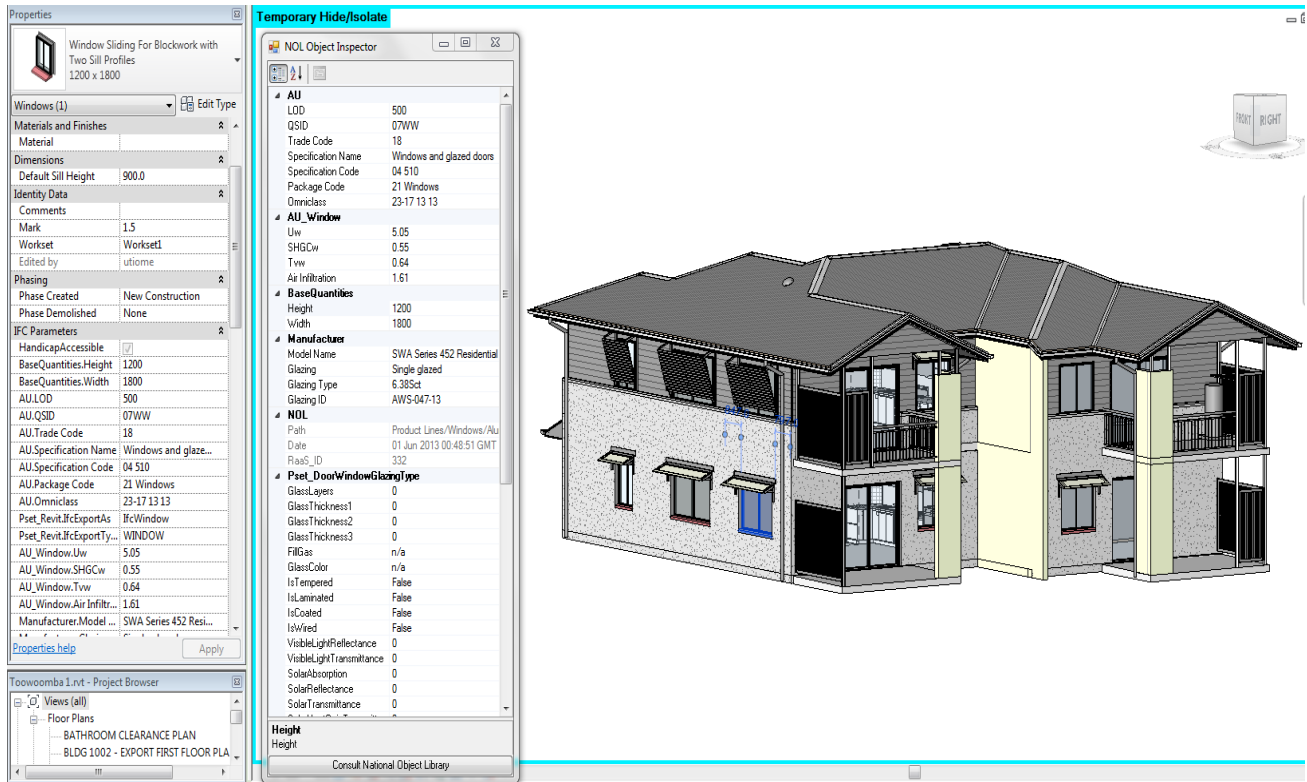 Properties
Window Sliding For Blockwork with
Two Sill Profiles
1200 x 1800
Windows (1)
Edit Type
Materials and Finishes
Material
Dimensions
Default Sill Height 900.0
Identity Data
Comments
Mark 1.5
Workset Workset1
Edited by utiome
Phasing
Phase Created New Construction
Phase Demolished None
IFC Parameters
HandicapAccessible
BaseQuantities.Height 1200
BaseQuantities.Width 1800
AU.LOD 500
AU.QSID 07WW
AU.Trade Code 18
AU.Specification Name Windows and glaze...
AU.Specification Code 04 510
AU.Package Code 21 Windows
AU.Omniclass 23-17 13 13
Pset_Revit.IfcExportAs IfcWindow
Pset_Revit.IfcExportTy... WINDOW
AU_Window.Uw 5.05
AU_Window.SHGCw 0.55
AU_Window.Tvw 0.64
AU_Window.Air Infiltr... 1.61
Manufacturer.Model ... SWA Series 452 Resi...
Properties help
Apply
Toowoomba 1.rvt - Project Browser
Views (all)
Floor Plans
BATHROOM CLEARANCE PLAN
BLDG 1002 - EXPORT FIRST FLOOR PLA
Temporary Hide/Isolate
NOL Object Inspector
AU
LOD 500
QSID 07WW
Trade Code 18
Specification Name Windows and glazed doors
Specification Code 04 510
Package Code 21 Windows
Omniclass 23-17 13 13
AU_Window
Uw 5.05
SHGCw 0.55
Tvw 0.64
Air Infiltration 1.61
BaseQuantities
Height 1200
Width 1800
Manufacturer
Model Name SWA Series 452 Residential
Glazing Single glazed
Glazing Type 6.38Sct
Glazing ID AWS-047-13
NOL
Path Product Lines/Windows/Alu
Date 01 Jun 2013 00:48:51 GMT
RaaS_ID 332
Pset_DoorWindowGlazingType
GlassLayers 0
GlassThickness1 0
GlassThickness2 0
GlassThickness3 0
FillGas n/a
GlassColor n/a
IsTempered False
IsLaminated False
IsCoated False
IsWired False
VisibleLightReflectance 0
VisibleLightTransmittance 0
SolarAbsorption 0
SolarReflectance 0
SolarTransmittance 0
Height
Height
Consult National Object Library
FRONT RIGHT